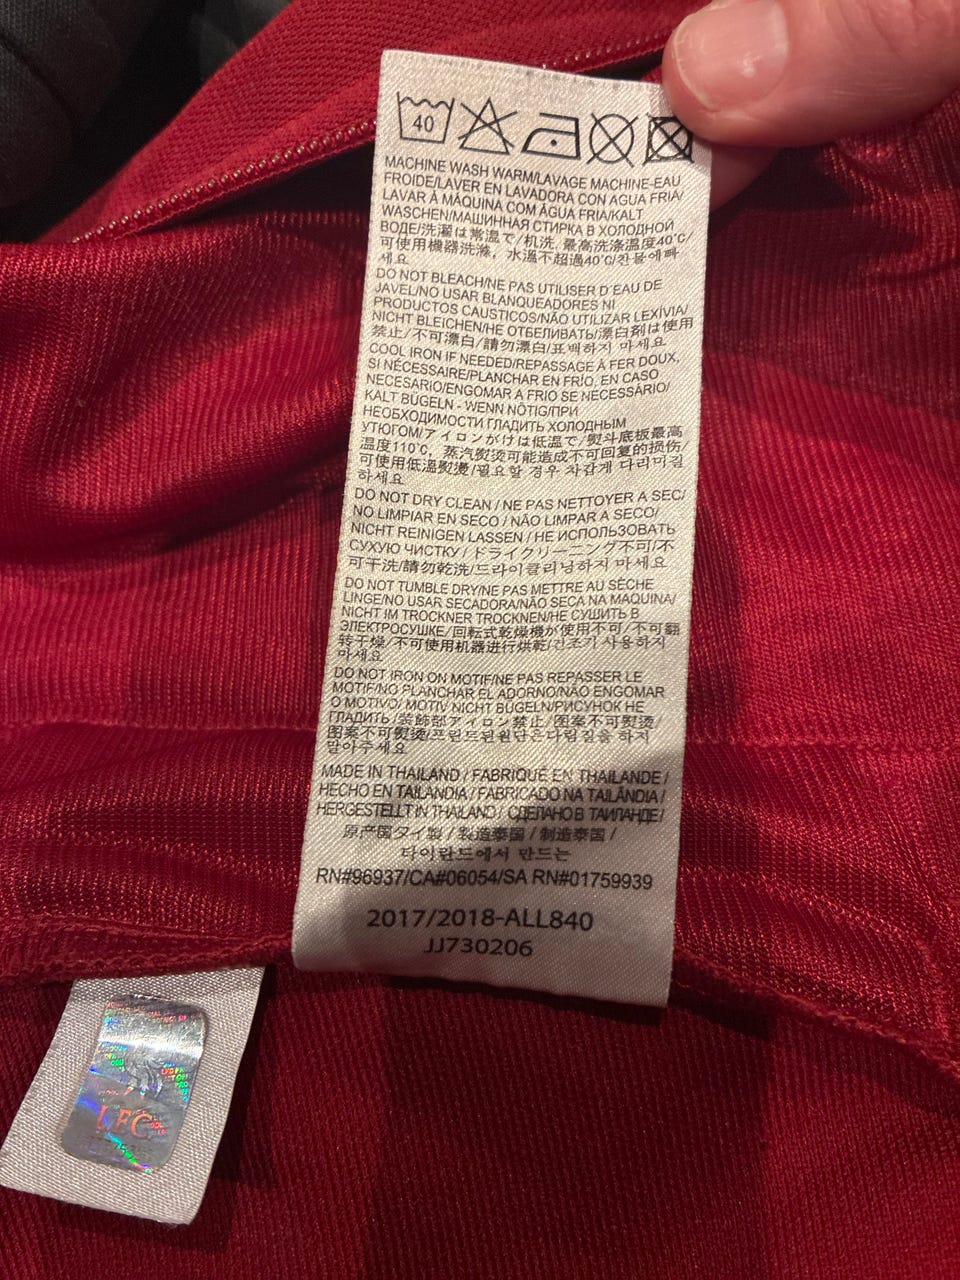 40
MACHINE WASH WARM/LAVAGE MACHINE-EAU
FROIDE/LAVER EN LAVADORA CON AGUA FRIA/
LAVAR À MÁQUINA COM ÁGUA FRIA/KALT
WASCHEN/МАШИННАЯ СТИРКА В ХОЛОДНОЙ
ВОДЕ/洗濯は常温で/机洗, 最高洗涤温度40℃/
可使用機器洗滌, 水溫不超過40℃/찬물에빠
세요
DO NOT BLEACH/NE PAS UTILISER D'EAU DE
JAVEL/NO USAR BLANQUEADORES NI
PRODUCTOS CAUSTICOS/NÃO UTILIZAR LEXÍVIA/
NICHT BLEICHEN/НЕ ОТБЕЛИВАТЬ/漂白剤は使用
禁止/不可漂白/請勿漂白/표백하지 마세요
COOL IRON IF NEEDED/REPASSAGE À FER DOUX,
SI NÉCESSAIRE/PLANCHAR EN FRÍO, EN CASO
NECESARIO/ENGOMAR A FRIO SE NECESSÁRIO/
KALT BÜGELN - WENN NÖTIG/ПРИ
НЕОБХОДИМОСТИ ГЛАДИТЬ ХОЛОДНЫМ
УТЮГОМ/アイロンがけは低温で/熨斗底板最高
温度110℃, 蒸汽熨烫可能造成不可回复的损伤/
可使用低溫熨燙/필요할 경우 차갑게 다리미질
하세요
DO NOT DRY CLEAN / NE PAS NETTOYER A SEC/
NO LIMPIAR EN SECO / NÃO LIMPAR A SECO/
NICHT REINIGEN LASSEN / НЕ ИСПОЛЬЗОВАТЬ
СУХУЮ ЧИСТКУ / ドライクリーニング不可/不
可干洗/請勿乾洗/드라이클리닝하지 마세요
DO NOT TUMBLE DRY/NE PAS METTRE AU SÈCHE
LINGE/NO USAR SECADORA/NÃO SECA NA MAQUINA/
NICHT IM TROCKNER TROCKNEN/НЕ СУШИТЬ В
ЭЛЕКТРОСУШКЕ/回転式乾燥機が使用不可/不可翻
转干燥/不可使用机器进行烘乾/건조기 사용하지
마세요
DO NOT IRON ON MOTIF/NE PAS REPASSER LE
MOTIF/NO PLANCHAR EL ADORNO/NÃO ENGOMAR
O MOTIVO/ MOTIV NICHT BÜGELN/РИСУНОК НЕ
ГЛАДИТЬ/装飾部アイロン禁止/图案不可熨烫/
图案不可熨燙/프린트된원단은다림질을 하지
말아주세요
MADE IN THAILAND / FABRIQUÉ EN THAILANDE /
HECHO EN TAILANDIA / FABRICADO NA TAILÂNDIA /
HERGESTELLT IN THAILAND / СДЕЛАНО В ТАИЛАНДЕ/
原产国タイ製 / 製造泰国 / 制造泰国 /
타이란드에서 만드는
RN#96937/CA#06054/SA RN#01759939
2017/2018-ALL840
JJ730206
LFC